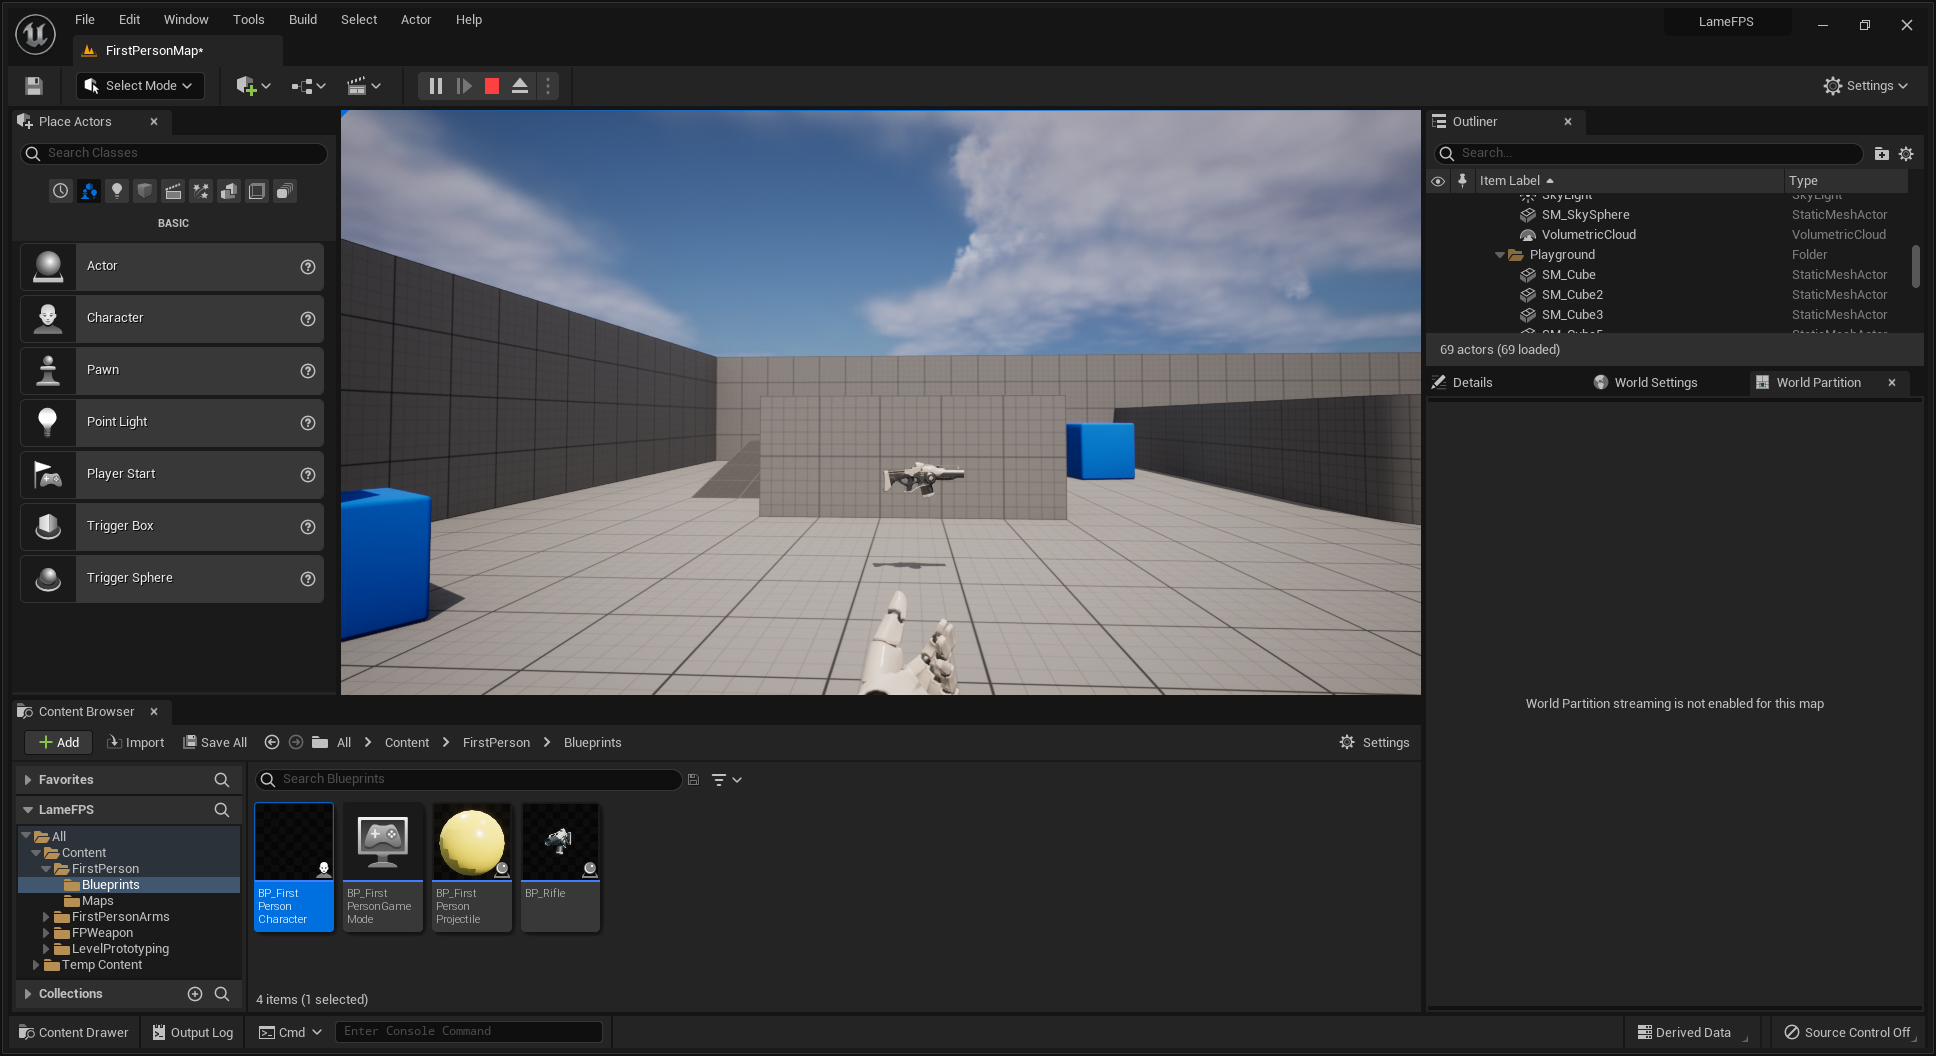 File Edit Window Tools Build Select Actor Help
LameFPS
FirstPersonMap*
Select Mode
Settings
Place Actors
Search Classes
BASIC
Actor
Character
Pawn
Point Light
Player Start
Trigger Box
Trigger Sphere
Outliner
Search...
Item Label Type
SkyLight SkyLight
SM_SkySphere StaticMeshActor
VolumetricCloud VolumetricCloud
Playground Folder
SM_Cube StaticMeshActor
SM_Cube2 StaticMeshActor
SM_Cube3 StaticMeshActor
SM_Cube5 StaticMeshActor
69 actors (69 loaded)
Details World Settings World Partition
World Partition streaming is not enabled for this map
Content Browser
Add Import Save All All Content FirstPerson Blueprints Settings
Favorites
LameFPS
All
Content
FirstPerson
Blueprints
Maps
FirstPersonArms
FPWeapon
LevelPrototyping
Temp Content
Collections
Search Blueprints
BP_First
Person
Character
BP_First
PersonGame
Mode
BP_First
Person
Projectile
BP_Rifle
4 items (1 selected)
Content Drawer Output Log Cmd Enter Console Command Derived Data Source Control Off